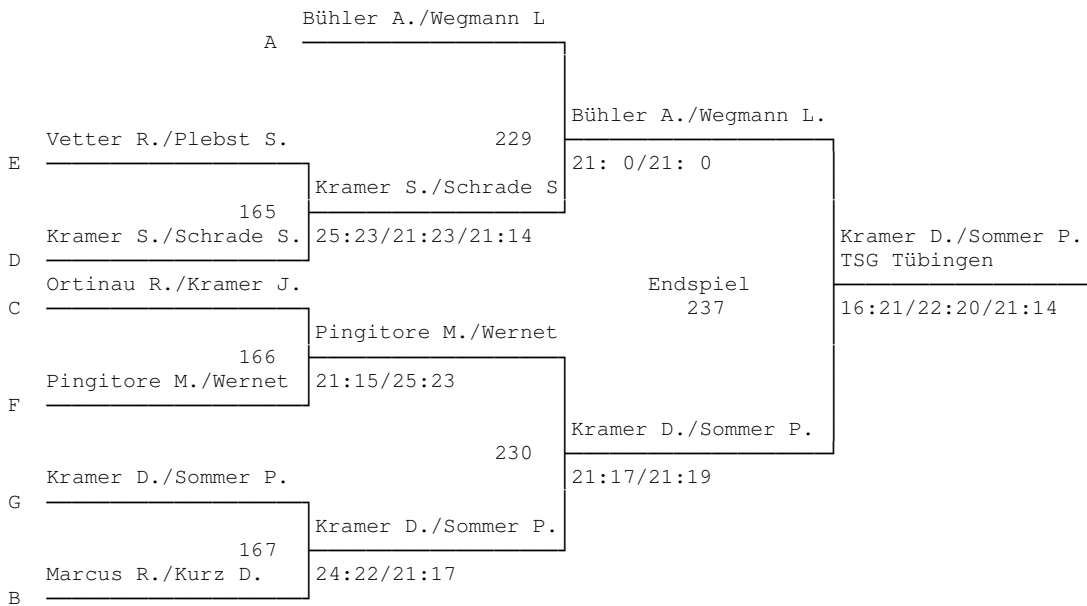 Bühler A./Wegmann L
A
Bühler A./Wegmann L.
Vetter R./Plebst S. 229
E 21: 0/21: 0
Kramer S./Schrade S
165
Kramer S./Schrade S. 25:23/21:23/21:14 Kramer D./Sommer P.
D TSG Tübingen
Ortinau R./Kramer J. Endspiel
C 237 16:21/22:20/21:14
Pingitore M./Wernet
166
Pingitore M./Wernet 21:15/25:23
F
Kramer D./Sommer P.
230
Kramer D./Sommer P. 21:17/21:19
G
Kramer D./Sommer P.
167
Marcus R./Kurz D. 24:22/21:17
B